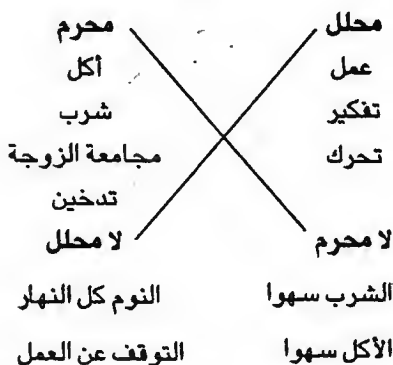 محلل محرم
عمل أكل
تفكير شرب
تحرك مجامعة الزوجة
تدخين
لا محرم لا محلل
الشرب سهوا النوم كل النهار
الأكل سهوا التوقف عن العمل